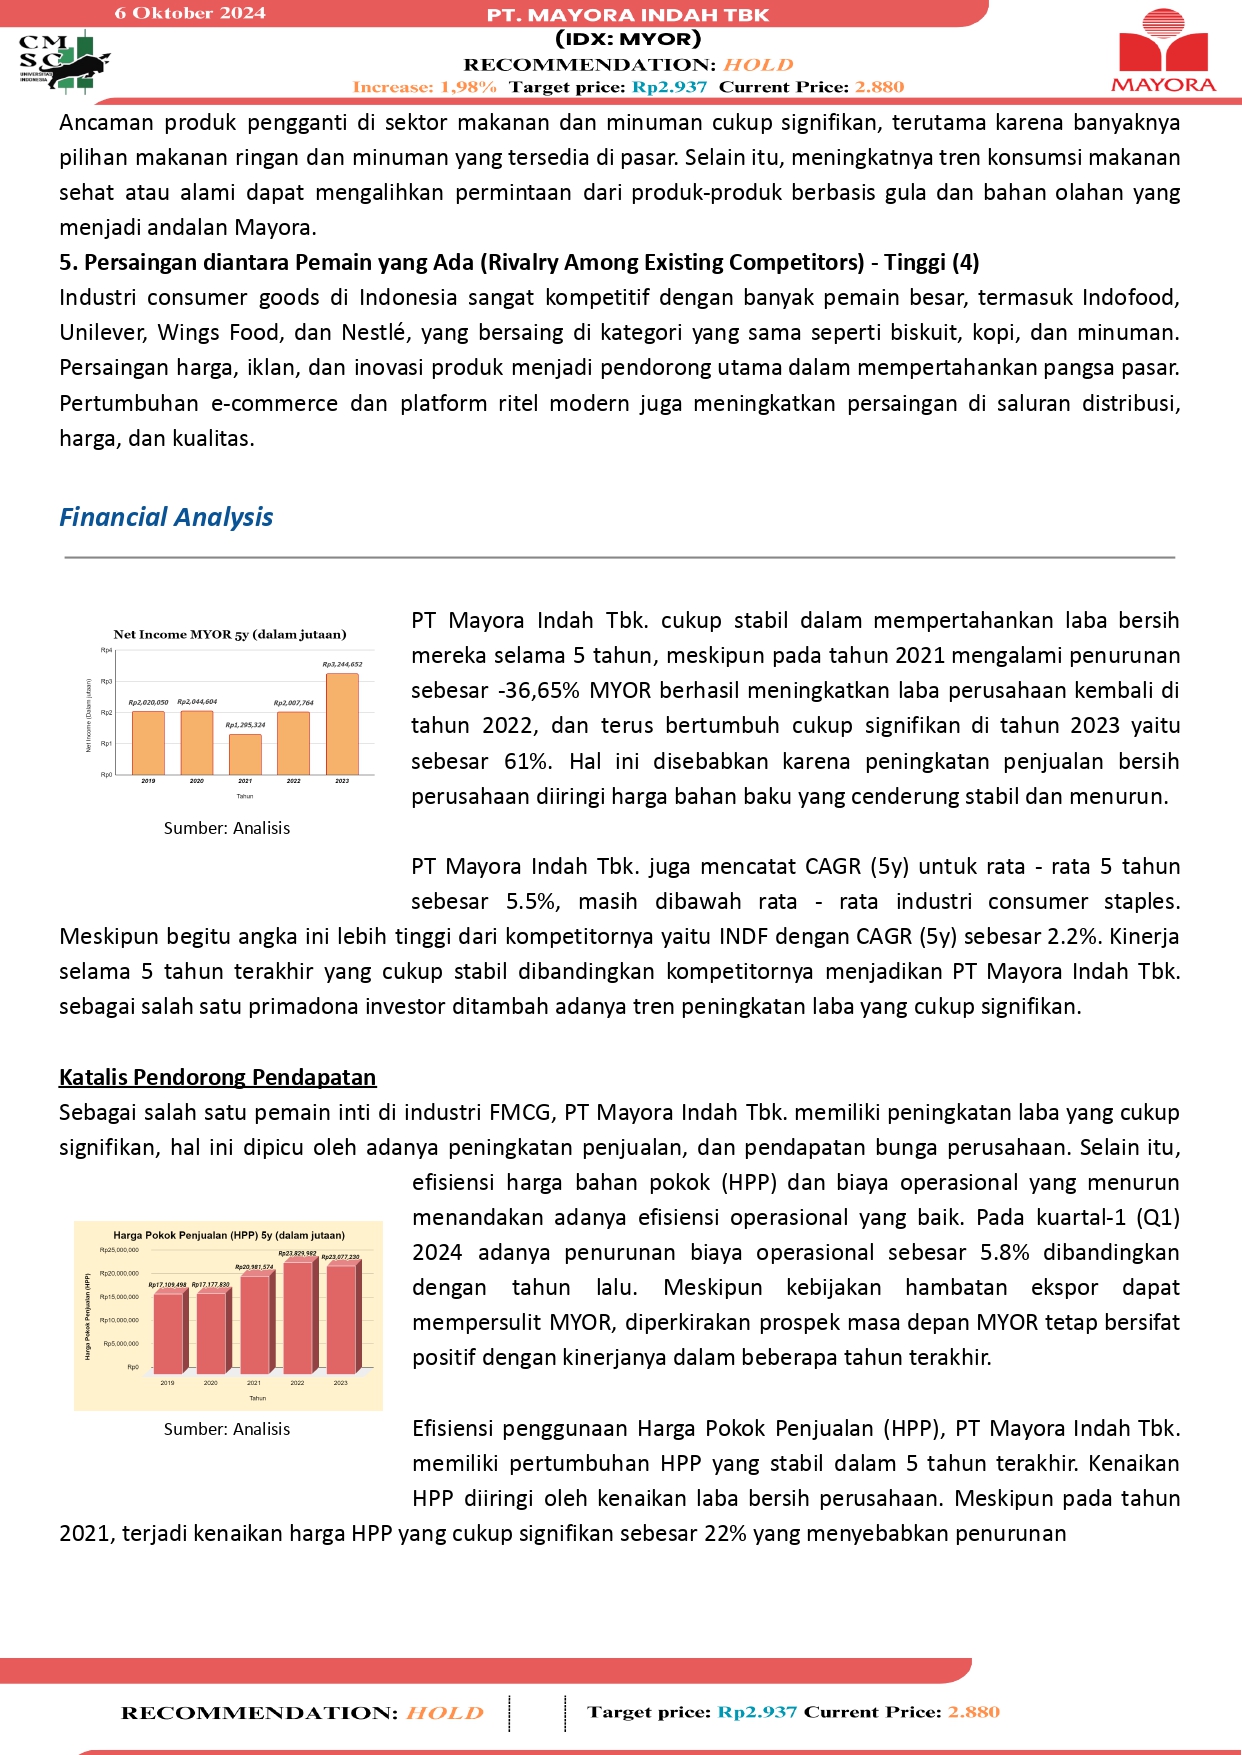 6 Oktober 2024
PT. MAYORA INDAH TBK
(IDX: MYOR)
RECOMMENDATION: HOLD
Increase: 1,98% Target price: Rp2.937 Current Price: 2.880
CM
SC
UNIVERSITAS
INDONESIA
MAYORA
Ancaman produk pengganti di sektor makanan dan minuman cukup signifikan, terutama karena banyaknya
pilihan makanan ringan dan minuman yang tersedia di pasar. Selain itu, meningkatnya tren konsumsi makanan
sehat atau alami dapat mengalihkan permintaan dari produk-produk berbasis gula dan bahan olahan yang
menjadi andalan Mayora.
5. Persaingan diantara Pemain yang Ada (Rivalry Among Existing Competitors) - Tinggi (4)
Industri consumer goods di Indonesia sangat kompetitif dengan banyak pemain besar, termasuk Indofood,
Unilever, Wings Food, dan Nestlé, yang bersaing di kategori yang sama seperti biskuit, kopi, dan minuman.
Persaingan harga, iklan, dan inovasi produk menjadi pendorong utama dalam mempertahankan pangsa pasar.
Pertumbuhan e-commerce dan platform ritel modern juga meningkatkan persaingan di saluran distribusi,
harga, dan kualitas.
Financial Analysis
Net Income MYOR 5y (dalam jutaan)
Net Income (Dalam jutaan)
Rp4
Rp3
Rp2
Rp1
Rp0
Rp2,020,050
Rp2,044,604
Rp1,295,324
Rp2,007,764
Rp3,244,652
2019 2020 2021 2022 2023
Tahun
Sumber: Analisis
PT Mayora Indah Tbk. cukup stabil dalam mempertahankan laba bersih
mereka selama 5 tahun, meskipun pada tahun 2021 mengalami penurunan
sebesar -36,65% MYOR berhasil meningkatkan laba perusahaan kembali di
tahun 2022, dan terus bertumbuh cukup signifikan di tahun 2023 yaitu
sebesar 61%. Hal ini disebabkan karena peningkatan penjualan bersih
perusahaan diiringi harga bahan baku yang cenderung stabil dan menurun.
PT Mayora Indah Tbk. juga mencatat CAGR (5y) untuk rata - rata 5 tahun
sebesar 5.5%, masih dibawah rata - rata industri consumer staples.
Meskipun begitu angka ini lebih tinggi dari kompetitornya yaitu INDF dengan CAGR (5y) sebesar 2.2%. Kinerja
selama 5 tahun terakhir yang cukup stabil dibandingkan kompetitornya menjadikan PT Mayora Indah Tbk.
sebagai salah satu primadona investor ditambah adanya tren peningkatan laba yang cukup signifikan.
Katalis Pendorong Pendapatan
Sebagai salah satu pemain inti di industri FMCG, PT Mayora Indah Tbk. memiliki peningkatan laba yang cukup
signifikan, hal ini dipicu oleh adanya peningkatan penjualan, dan pendapatan bunga perusahaan. Selain itu,
efisiensi harga bahan pokok (HPP) dan biaya operasional yang menurun
menandakan adanya efisiensi operasional yang baik. Pada kuartal-1 (Q1)
2024 adanya penurunan biaya operasional sebesar 5.8% dibandingkan
dengan tahun lalu. Meskipun kebijakan hambatan ekspor dapat
mempersulit MYOR, diperkirakan prospek masa depan MYOR tetap bersifat
positif dengan kinerjanya dalam beberapa tahun terakhir.
Harga Pokok Penjualan (HPP) 5y (dalam jutaan)
Harga Pokok Penjualan (HPP)
Rp25,000,000
Rp20,000,000
Rp15,000,000
Rp10,000,000
Rp5,000,000
Rp0
Rp17,109,498
Rp17,177,830
Rp20,981,574
Rp23,829,982
Rp23,077,230
2019 2020 2021 2022 2023
Tahun
Sumber: Analisis
Efisiensi penggunaan Harga Pokok Penjualan (HPP), PT Mayora Indah Tbk.
memiliki pertumbuhan HPP yang stabil dalam 5 tahun terakhir. Kenaikan
HPP diiringi oleh kenaikan laba bersih perusahaan. Meskipun pada tahun
2021, terjadi kenaikan harga HPP yang cukup signifikan sebesar 22% yang menyebabkan penurunan
RECOMMENDATION: HOLD
Target price: Rp2.937 Current Price: 2.880